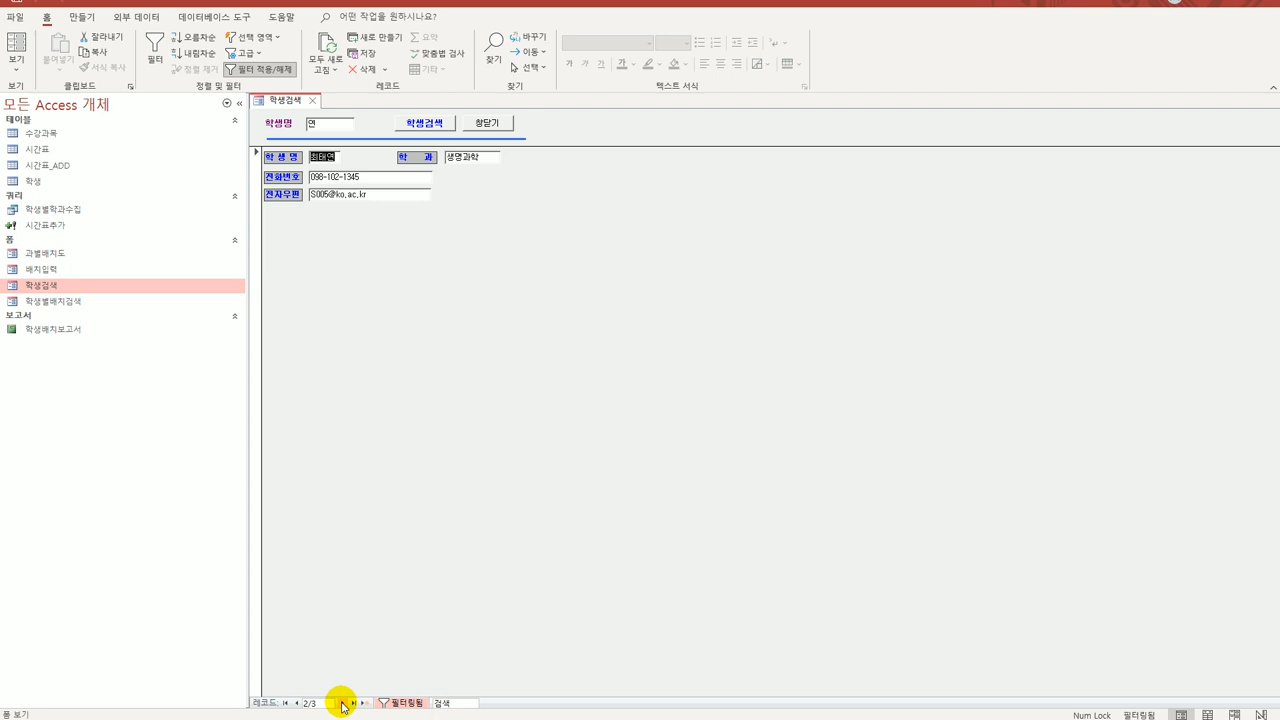 파일 홈 만들기 외부 데이터 데이터베이스 도구 도움말 어떤 작업을 원하시나요?
보기 붙여넣기 잘라내기 복사 서식 복사
필터 오름차순 내림차순 정렬 제거 선택 영역 고급 필터 적용/해제
모두 새로 고침 새로 만들기 저장 삭제 요약 맞춤법 검사 기타
찾기 바꾸기 이동 선택
보기 클립보드 정렬 및 필터 레코드 찾기 텍스트 서식
모든 Access 개체
테이블
수강과목
시간표
시간표_ADD
학생
쿼리
학생별학과수집
시간표추가
폼
과별배치도
배치입력
학생검색
학생별배치검색
보고서
학생배치보고서
학생검색
학생명 연 학생검색 창닫기
학 생 명 최태연 학 과 생명과학
전화번호 098-102-1345
전자우편 S005@ko.ac.kr
레코드: 2/3 필터링됨 검색
폼 보기 Num Lock 필터링됨